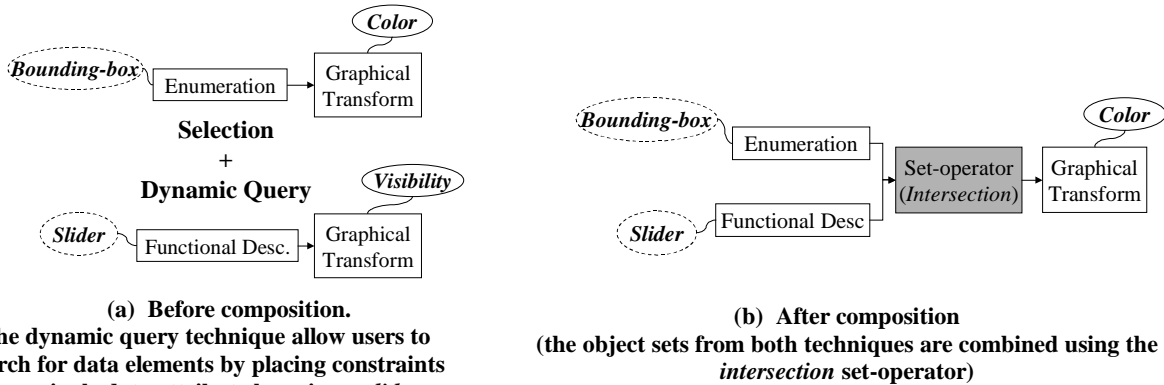 Color
Bounding-box
Enumeration
Graphical
Transform
Selection
+
Dynamic Query
Visibility
Slider
Functional Desc.
Graphical
Transform
(a) Before composition.
he dynamic query technique allow users to
rch for data elements by placing constraints
Bounding-box
Color
Enumeration
Set-operator
(Intersection)
Graphical
Transform
Functional Desc
Slider
(b) After composition
(the object sets from both techniques are combined using the
intersection set-operator)